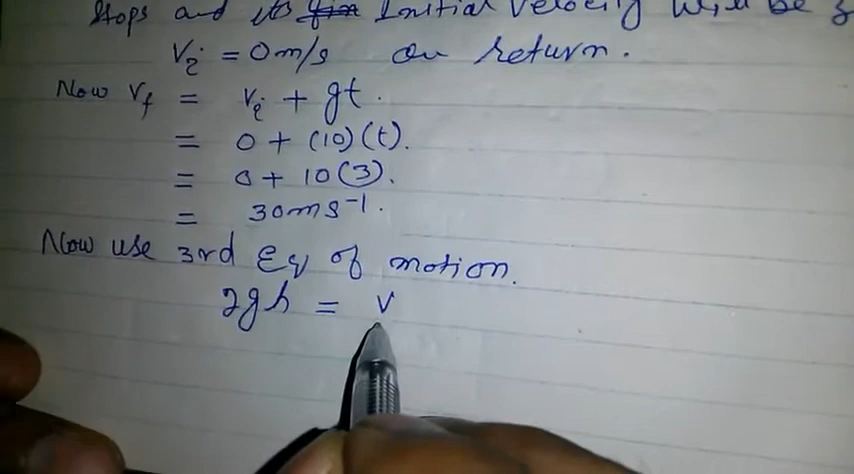 Stops and its fin Initial Velocity will be
Vi = 0m/s on return.
Now vf = vi + gt.
= 0 + (10)(t).
= 0 + 10(3).
= 30ms⁻¹.
Now use 3rd Eq of motion.
2gh = v